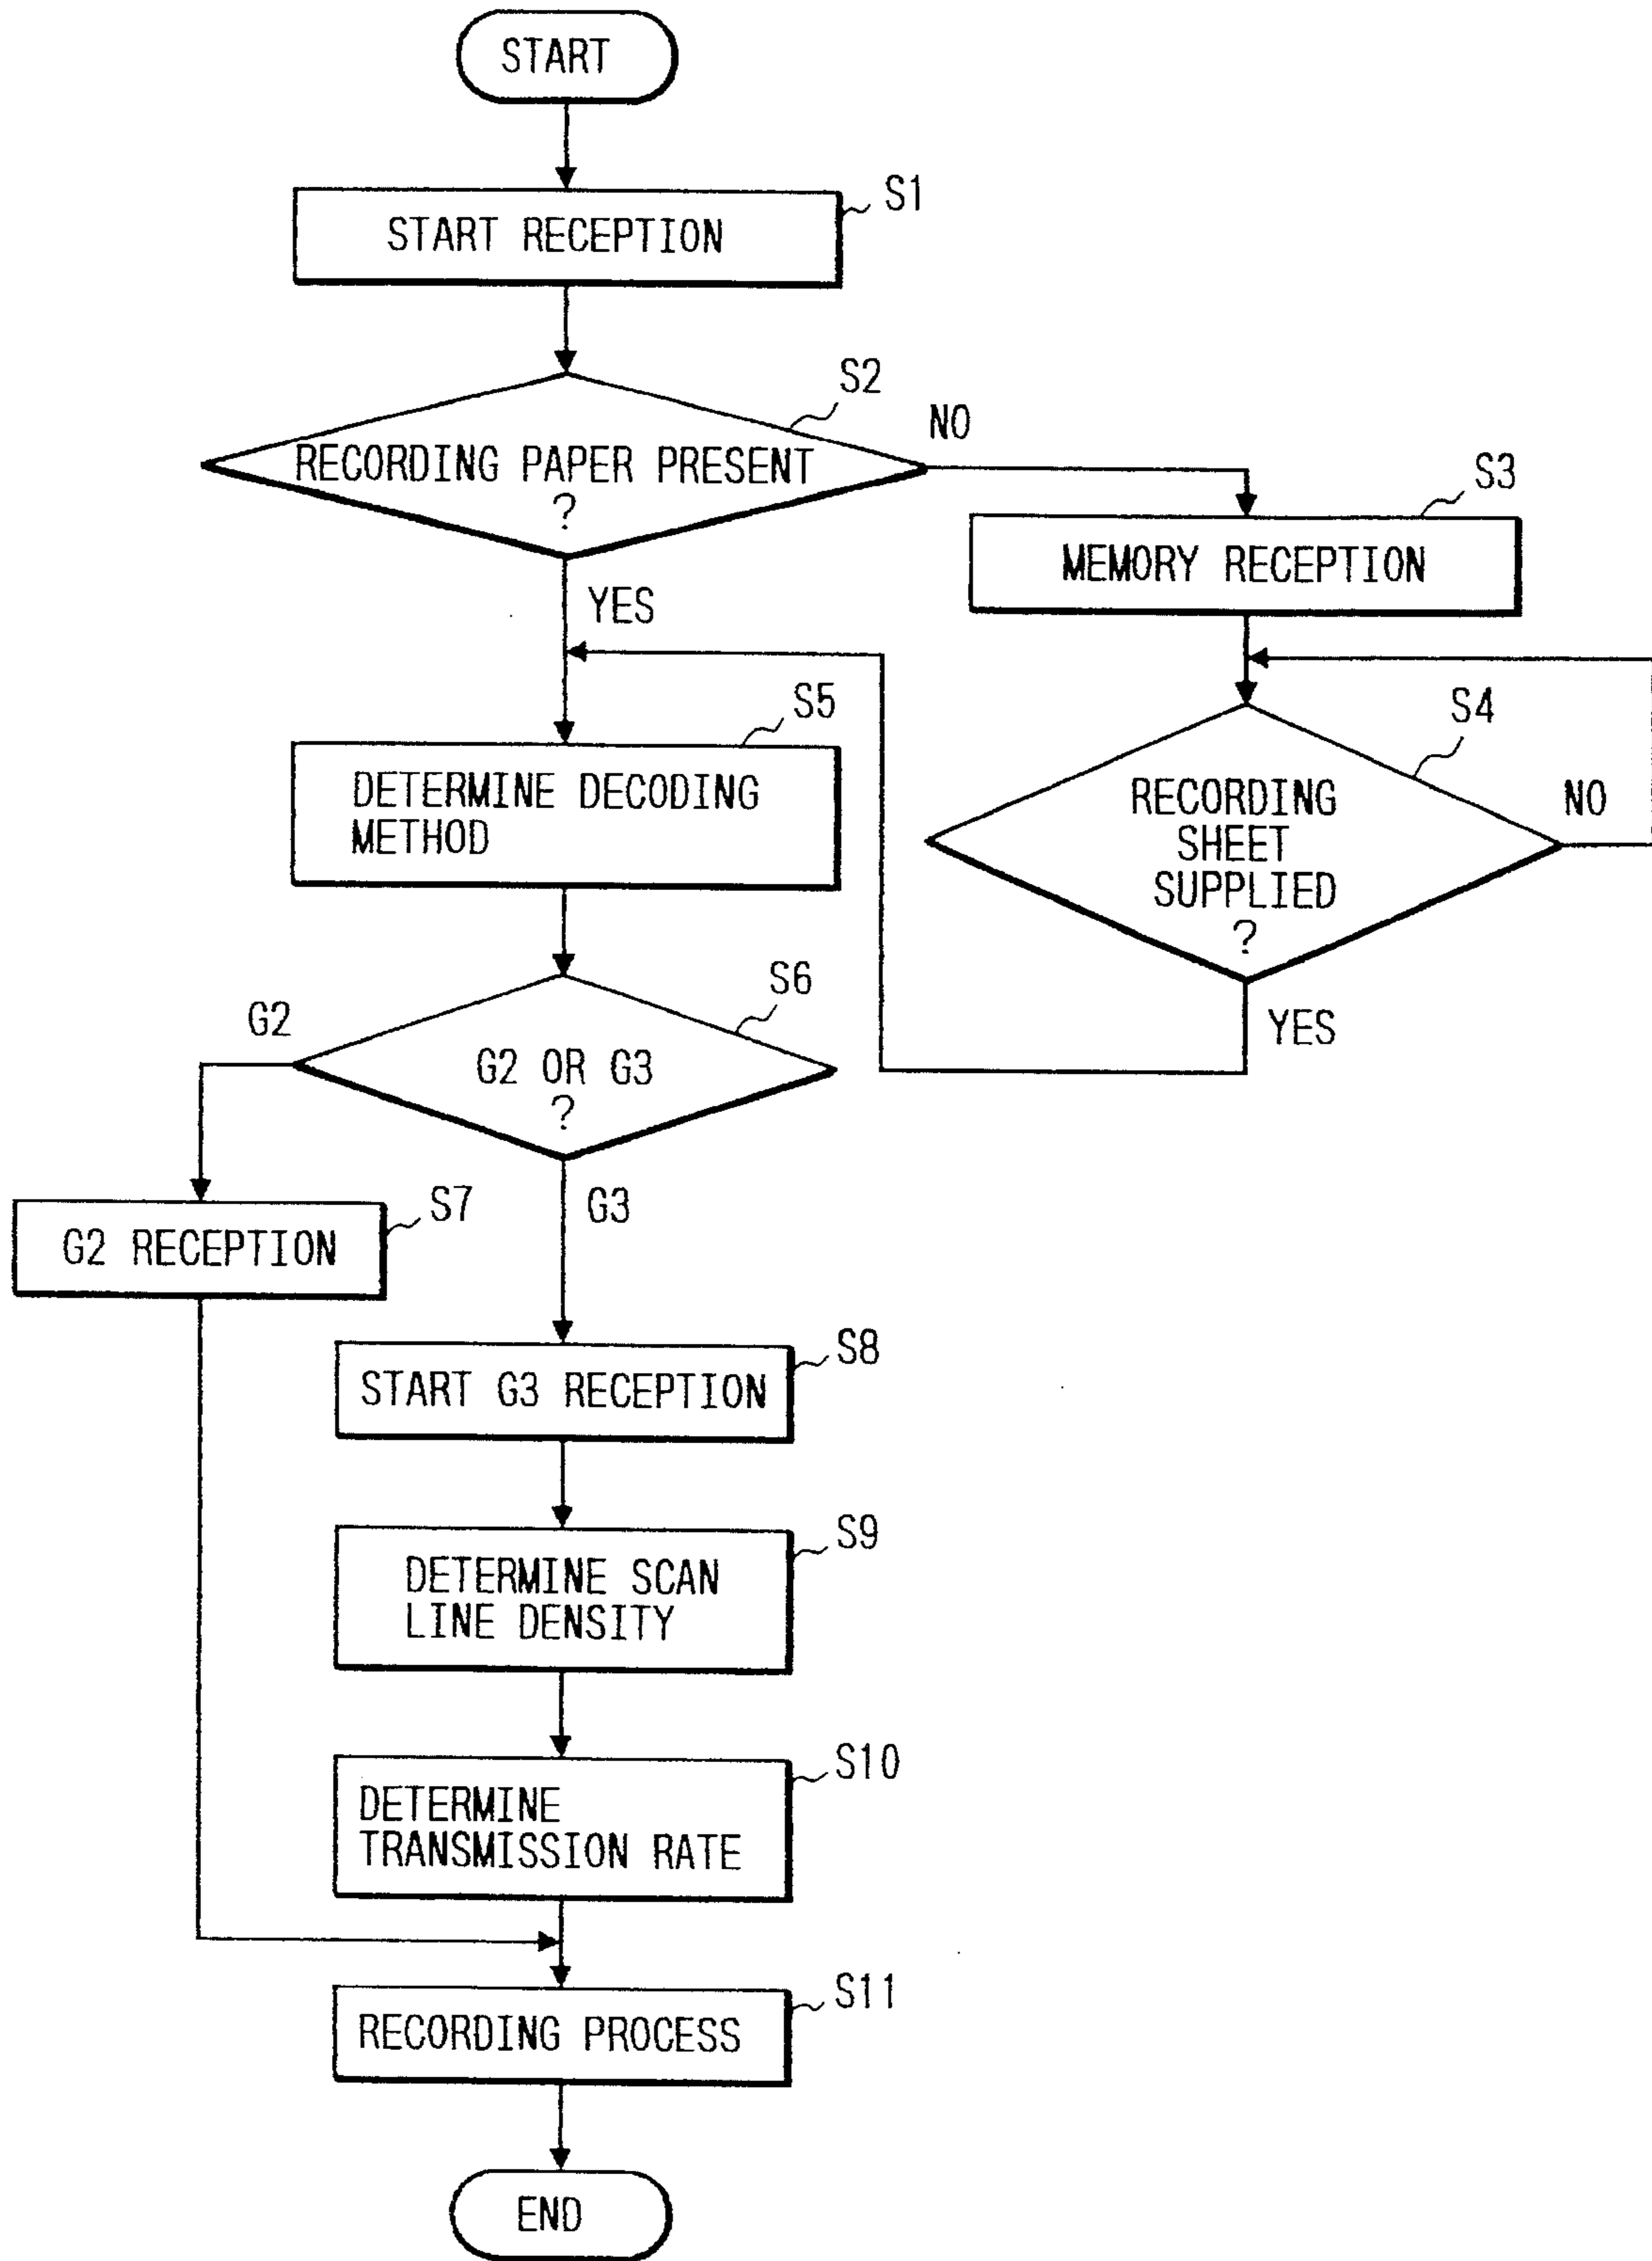 START
S1
START RECEPTION
S2
RECORDING PAPER PRESENT
?
NO
YES
S3
MEMORY RECEPTION
S4
RECORDING
SHEET
SUPPLIED
?
NO
YES
S5
DETERMINE DECODING
METHOD
S6
G2 OR G3
?
G2
G3
S7
G2 RECEPTION
S8
START G3 RECEPTION
S9
DETERMINE SCAN
LINE DENSITY
S10
DETERMINE
TRANSMISSION RATE
S11
RECORDING PROCESS
END